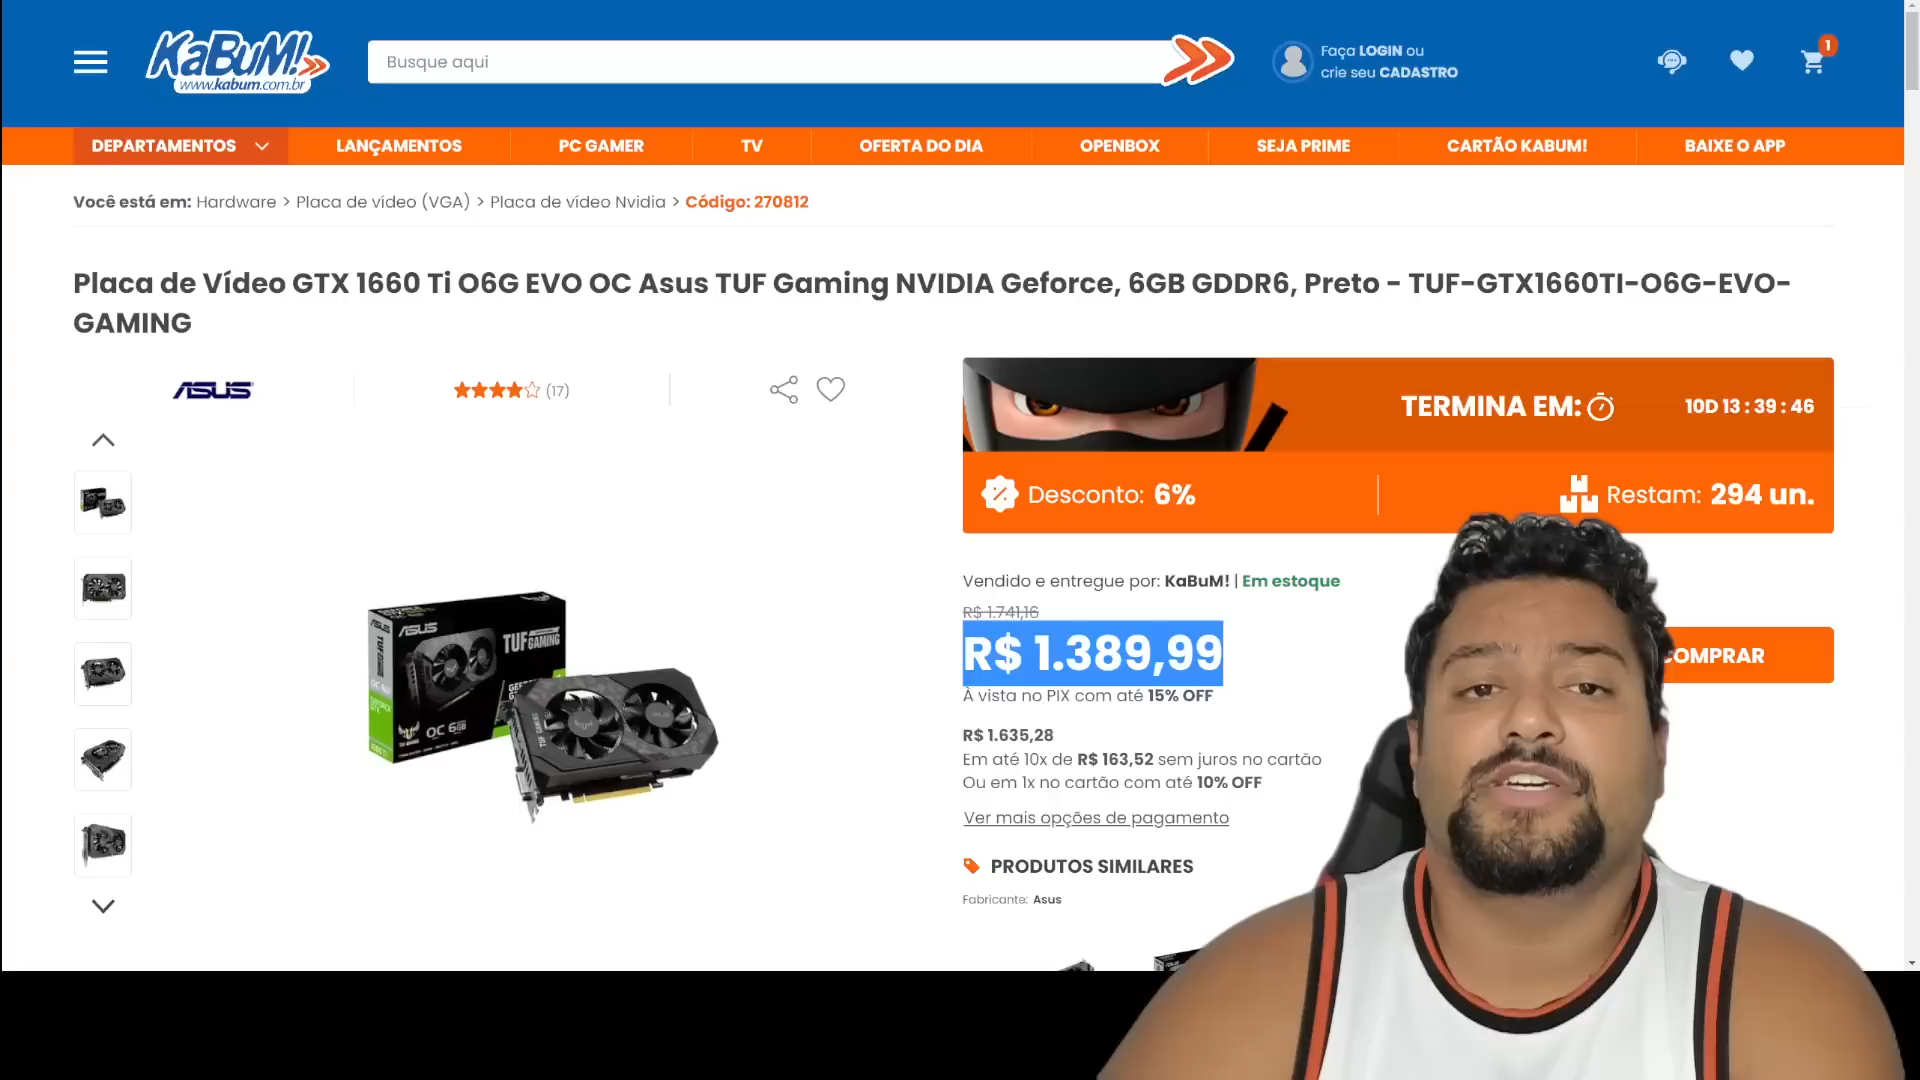 KaBuM!
www.kabum.com.br
Busque aqui
Faça LOGIN ou
crie seu CADASTRO
1
DEPARTAMENTOS
LANÇAMENTOS
PC GAMER
TV
OFERTA DO DIA
OPENBOX
SEJA PRIME
CARTÃO KABUM!
BAIXE O APP
Você está em: Hardware > Placa de vídeo (VGA) > Placa de vídeo Nvidia > Código: 270812
Placa de Vídeo GTX 1660 Ti O6G EVO OC Asus TUF Gaming NVIDIA Geforce, 6GB GDDR6, Preto - TUF-GTX1660TI-O6G-EVO-
GAMING
ASUS
(17)
TERMINA EM:
10D 13 : 39 : 46
Desconto: 6%
Restam: 294 un.
Vendido e entregue por: KaBuM! | Em estoque
R$ 1.741,16
R$ 1.389,99
À vista no PIX com até 15% OFF
COMPRAR
R$ 1.635,28
Em até 10x de R$ 163,52 sem juros no cartão
Ou em 1x no cartão com até 10% OFF
Ver mais opções de pagamento
PRODUTOS SIMILARES
Fabricante: Asus
ASUS
TUF GAMING
OC 6GB